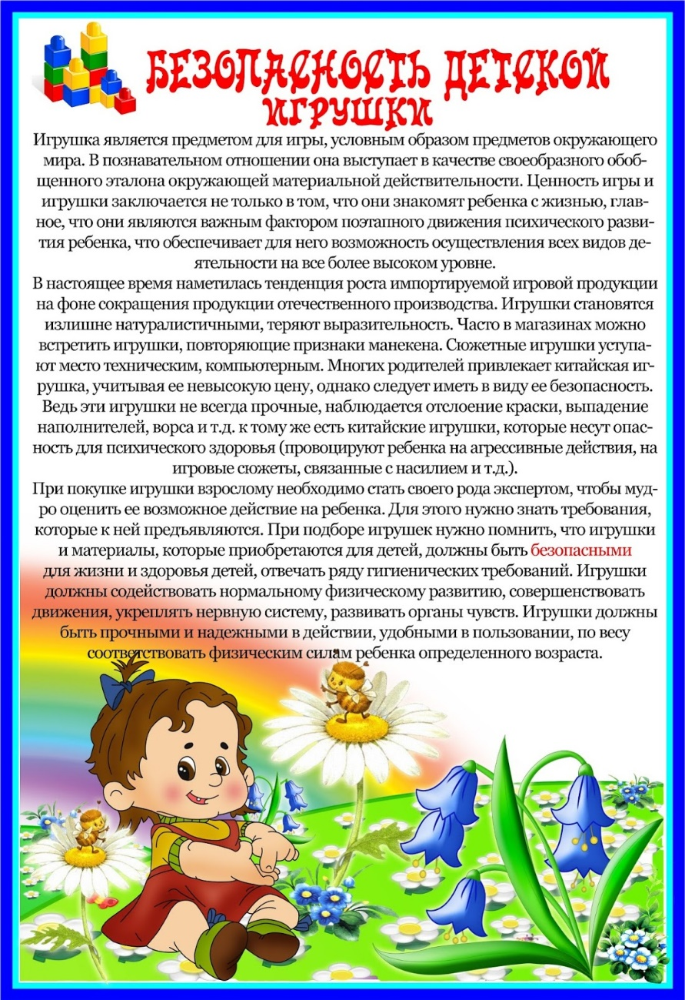 БЕЗОПАСНОСТЬ ДЕТСКОЙ
ИГРУШКИ
Игрушка является предметом для игры, условным образом предметов окружающего
мира. В познавательном отношении она выступает в качестве своеобразного обоб-
щенного эталона окружающей материальной действительности. Ценность игры и
игрушки заключается не только в том, что они знакомят ребенка с жизнью, глав-
ное, что они являются важным фактором поэтапного движения психического разви-
тия ребенка, что обеспечивает для него возможность осуществления всех видов де-
ятельности на все более высоком уровне.
В настоящее время наметилась тенденция роста импортируемой игровой продукции
на фоне сокращения продукции отечественного производства. Игрушки становятся
излишне натуралистичными, теряют выразительность. Часто в магазинах можно
встретить игрушки, повторяющие признаки манекена. Сюжетные игрушки уступа-
ют место техническим, компьютерным. Многих родителей привлекает китайская иг-
рушка, учитывая ее невысокую цену, однако следует иметь в виду ее безопасность.
Ведь эти игрушки не всегда прочные, наблюдается отслоение краски, выпадение
наполнителей, ворса и т.д. к тому же есть китайские игрушки, которые несут опас-
ность для психического здоровья (провоцируют ребенка на агрессивные действия, на
игровые сюжеты, связанные с насилием и т.д.).
При покупке игрушки взрослому необходимо стать своего рода экспертом, чтобы муд-
ро оценить ее возможное действие на ребенка. Для этого нужно знать требования,
которые к ней предъявляются. При подборе игрушек нужно помнить, что игрушки
и материалы, которые приобретаются для детей, должны быть безопасными
для жизни и здоровья детей, отвечать ряду гигиенических требований. Игрушки
должны содействовать нормальному физическому развитию, совершенствовать
движения, укреплять нервную систему, развивать органы чувств. Игрушки должны
быть прочными и надежными в действии, удобными в пользовании, по весу
соответствовать физическим силам ребенка определенного возраста.